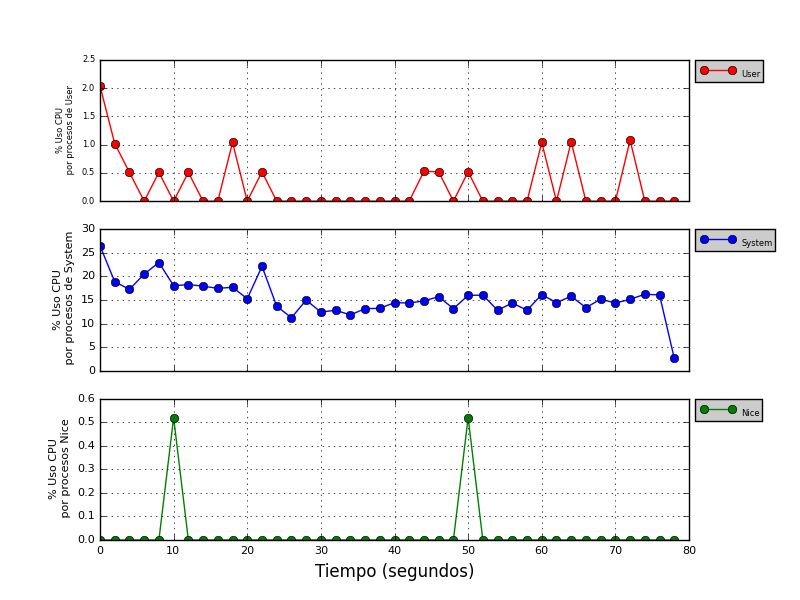 2.5
2.0
1.5
1.0
0.5
0.0
% Uso CPU
por procesos de User
User
30
25
20
15
10
5
0
% Uso CPU
por procesos de System
System
0.6
0.5
0.4
0.3
0.2
0.1
0.0
% Uso CPU
por procesos Nice
Nice
0 10 20 30 40 50 60 70 80
Tiempo (segundos)